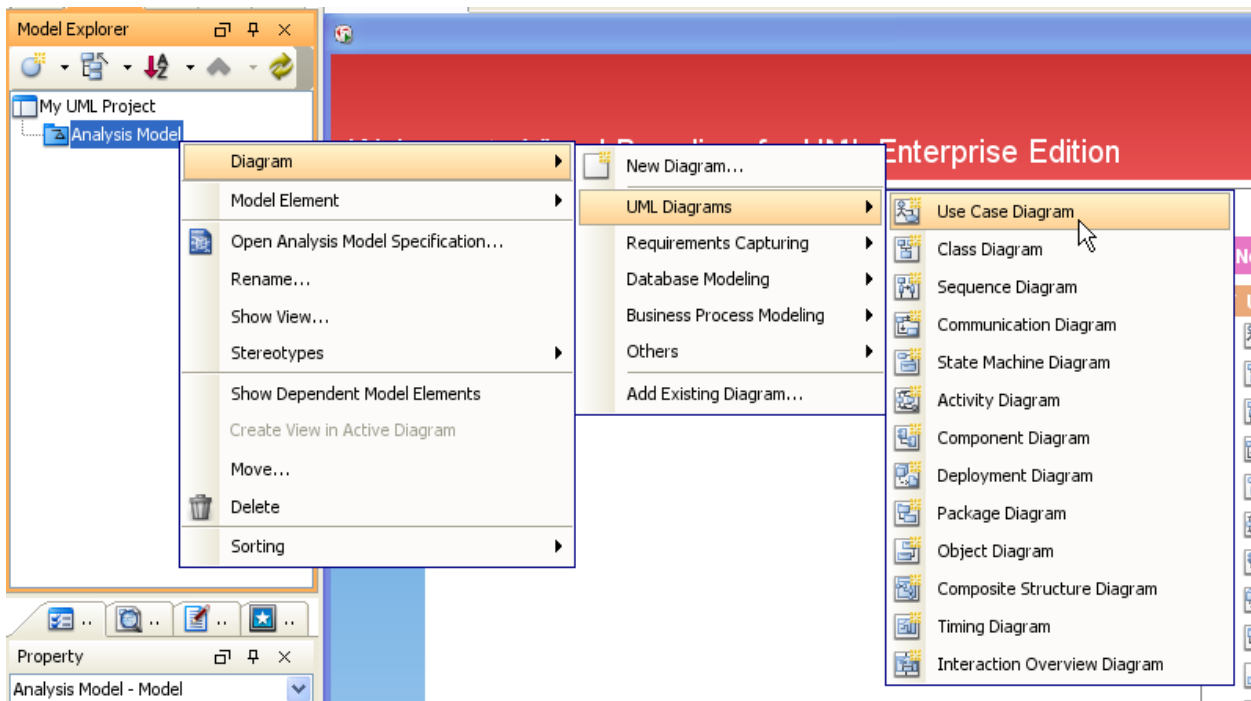 Model Explorer
My UML Project
Analysis Model
Enterprise Edition
Diagram
Model Element
Open Analysis Model Specification...
Rename...
Show View...
Stereotypes
Show Dependent Model Elements
Create View in Active Diagram
Move...
Delete
Sorting
New Diagram...
UML Diagrams
Requirements Capturing
Database Modeling
Business Process Modeling
Others
Add Existing Diagram...
Use Case Diagram
Class Diagram
Sequence Diagram
Communication Diagram
State Machine Diagram
Activity Diagram
Component Diagram
Deployment Diagram
Package Diagram
Object Diagram
Composite Structure Diagram
Timing Diagram
Interaction Overview Diagram
Property
Analysis Model - Model